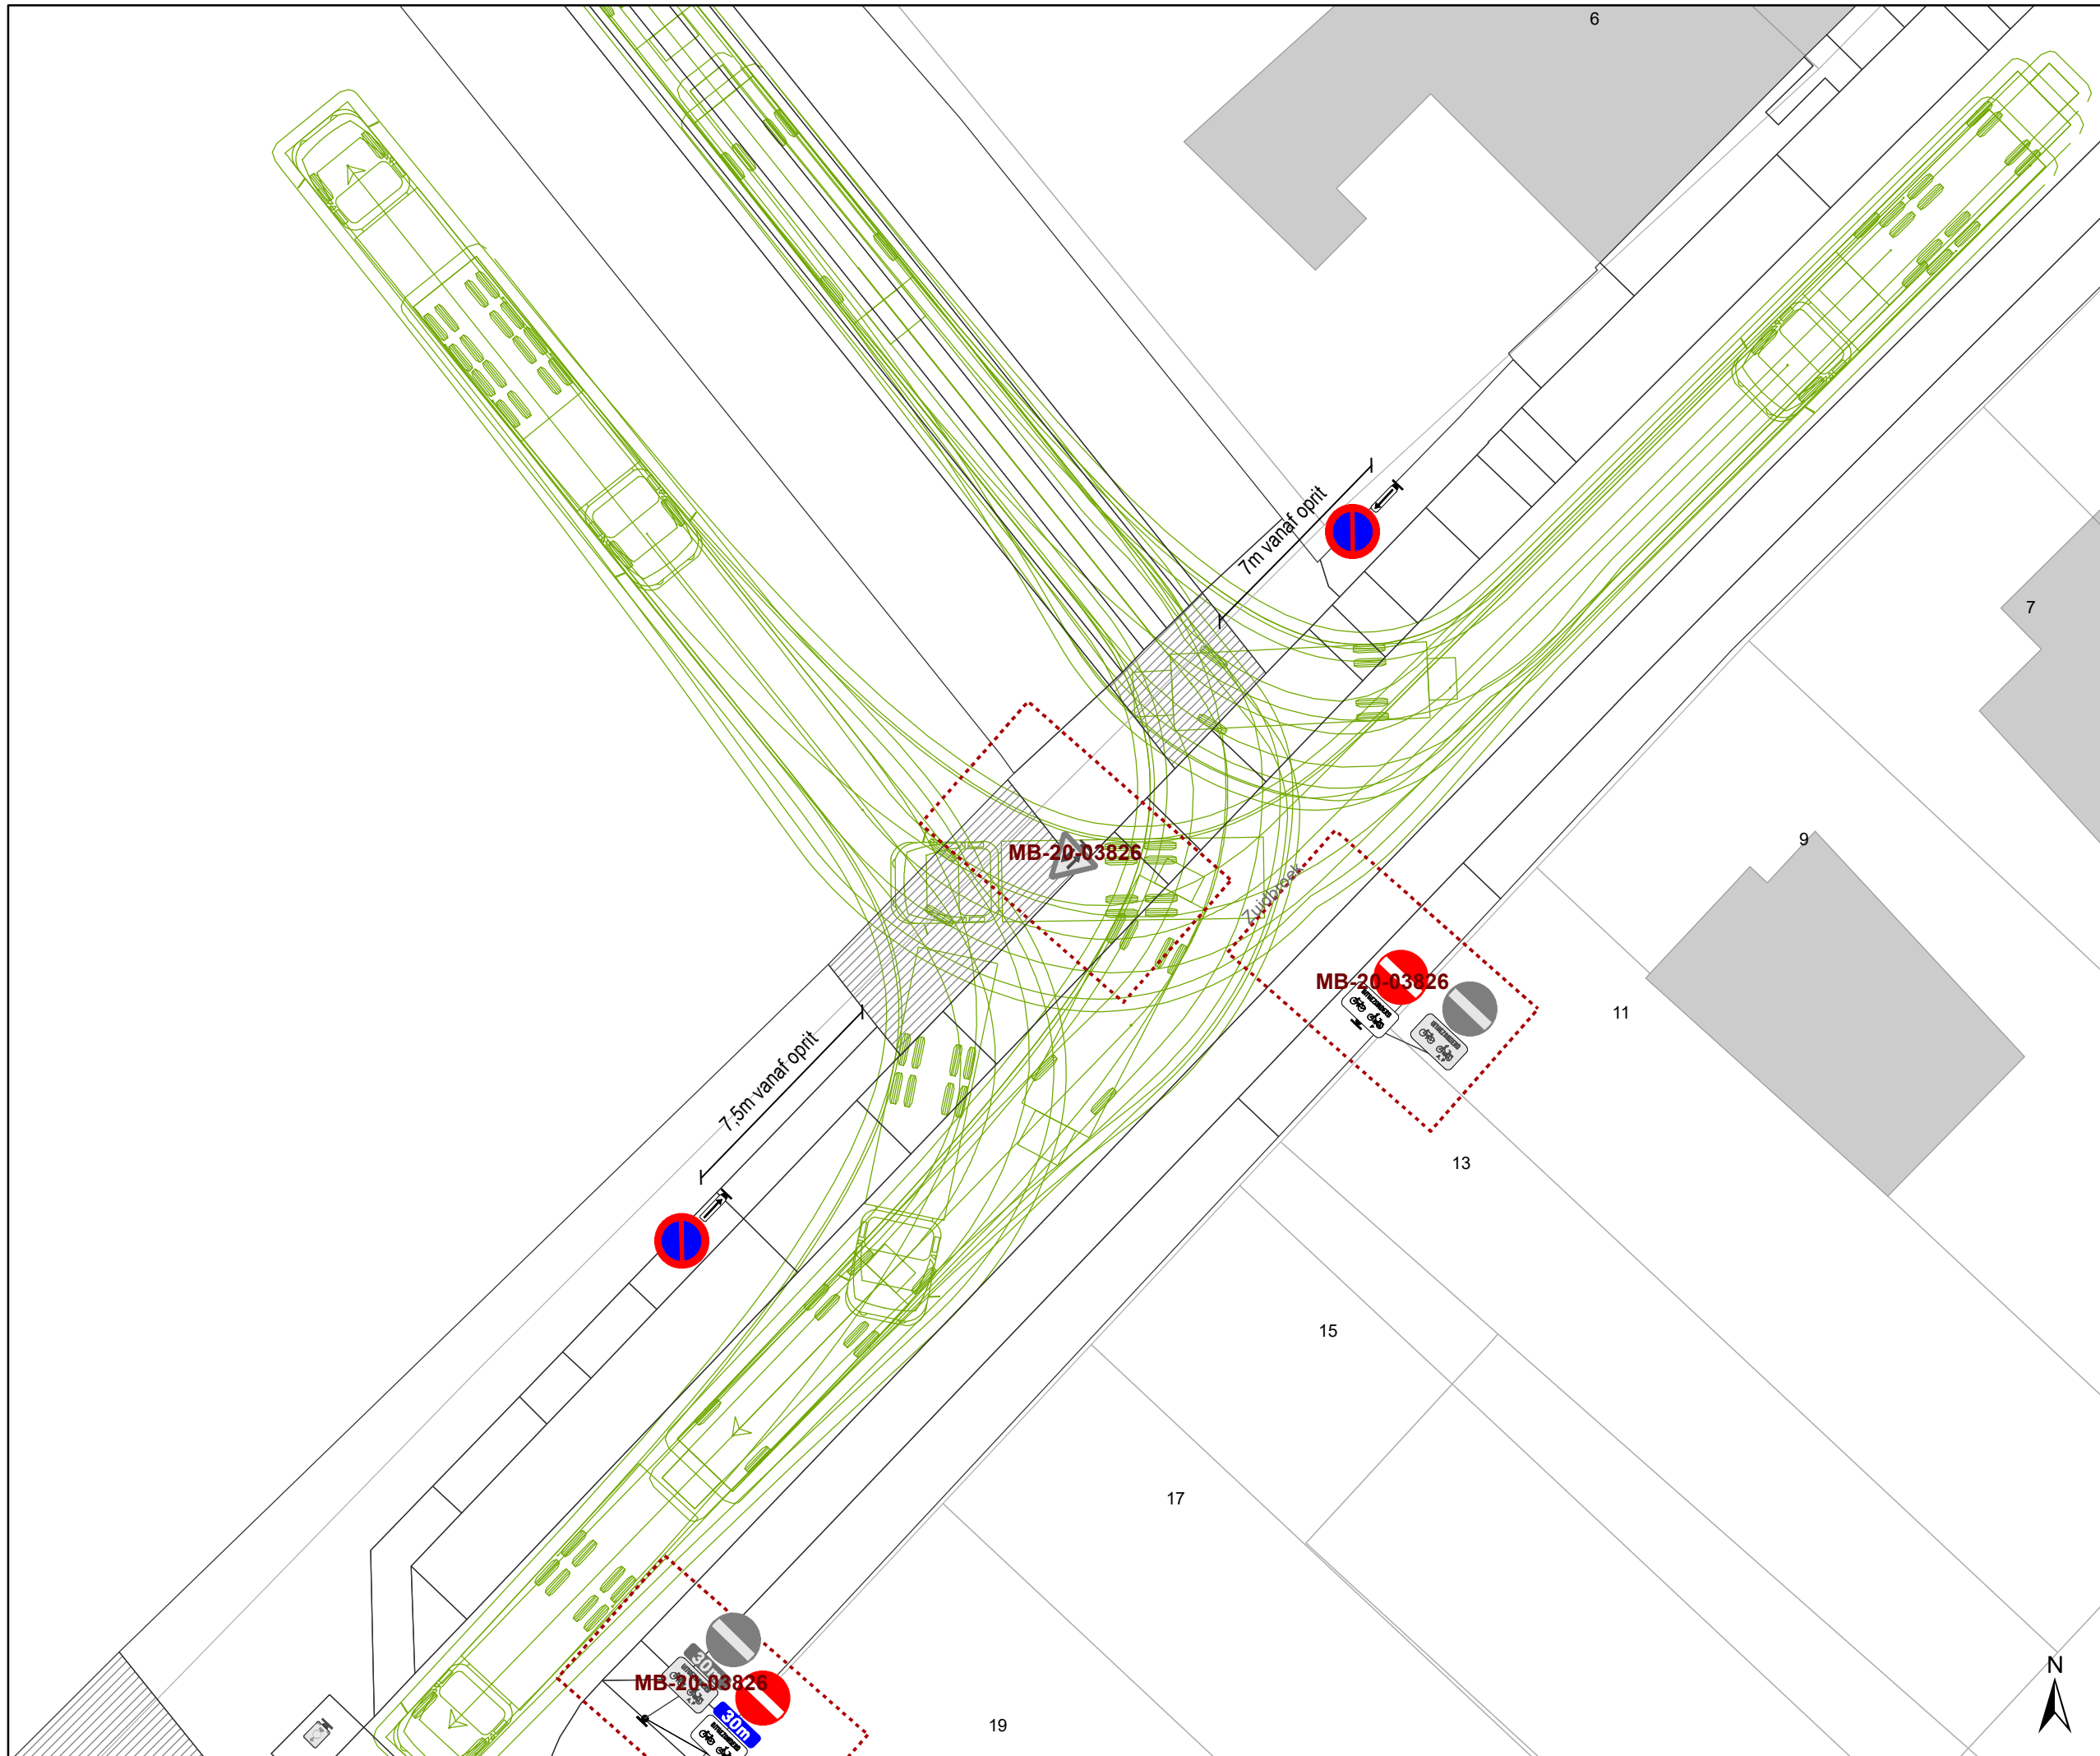 6
7m vanaf oprit
7
MB-20-03826
9
Zuidbroek
MB-20-03826
11
7,5m vanaf oprit
13
15
17
N
30m
MB-20-03826
30m
19